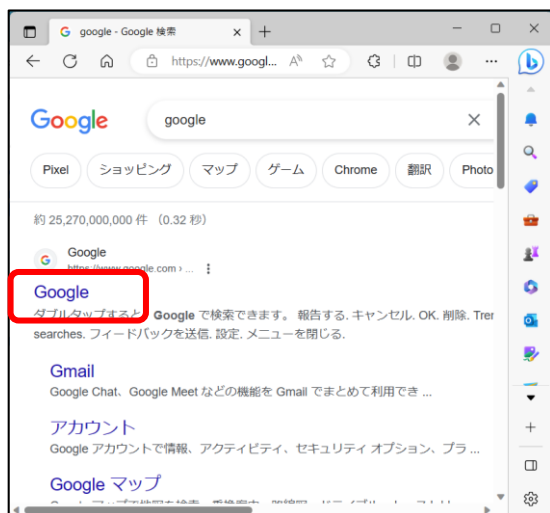 google - Google 検索
https://www.googl...
Google
google
Pixel
ショッピング
マップ
ゲーム
Chrome
翻訳
Photo
約 25,270,000,000 件 （0.32 秒）
Google
https://www.google.com › ...
Google
ダブルタップすると、Google で検索できます。 報告する. キャンセル. OK. 削除. Trer
searches. フィードバックを送信. 設定. メニューを閉じる.
Gmail
Google Chat、Google Meet などの機能を Gmail でまとめて利用でき ...
アカウント
Google アカウントで情報、アクティビティ、セキュリティ オプション、プラ ...
Google マップ